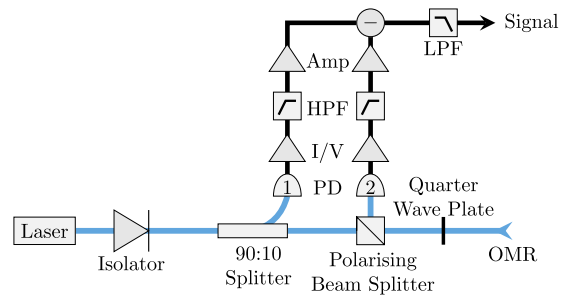 Signal
−
LPF
Amp
HPF
I/V
1 PD 2
Quarter
Wave Plate
Laser
Isolator
90:10
Splitter
Polarising
Beam Splitter
OMR